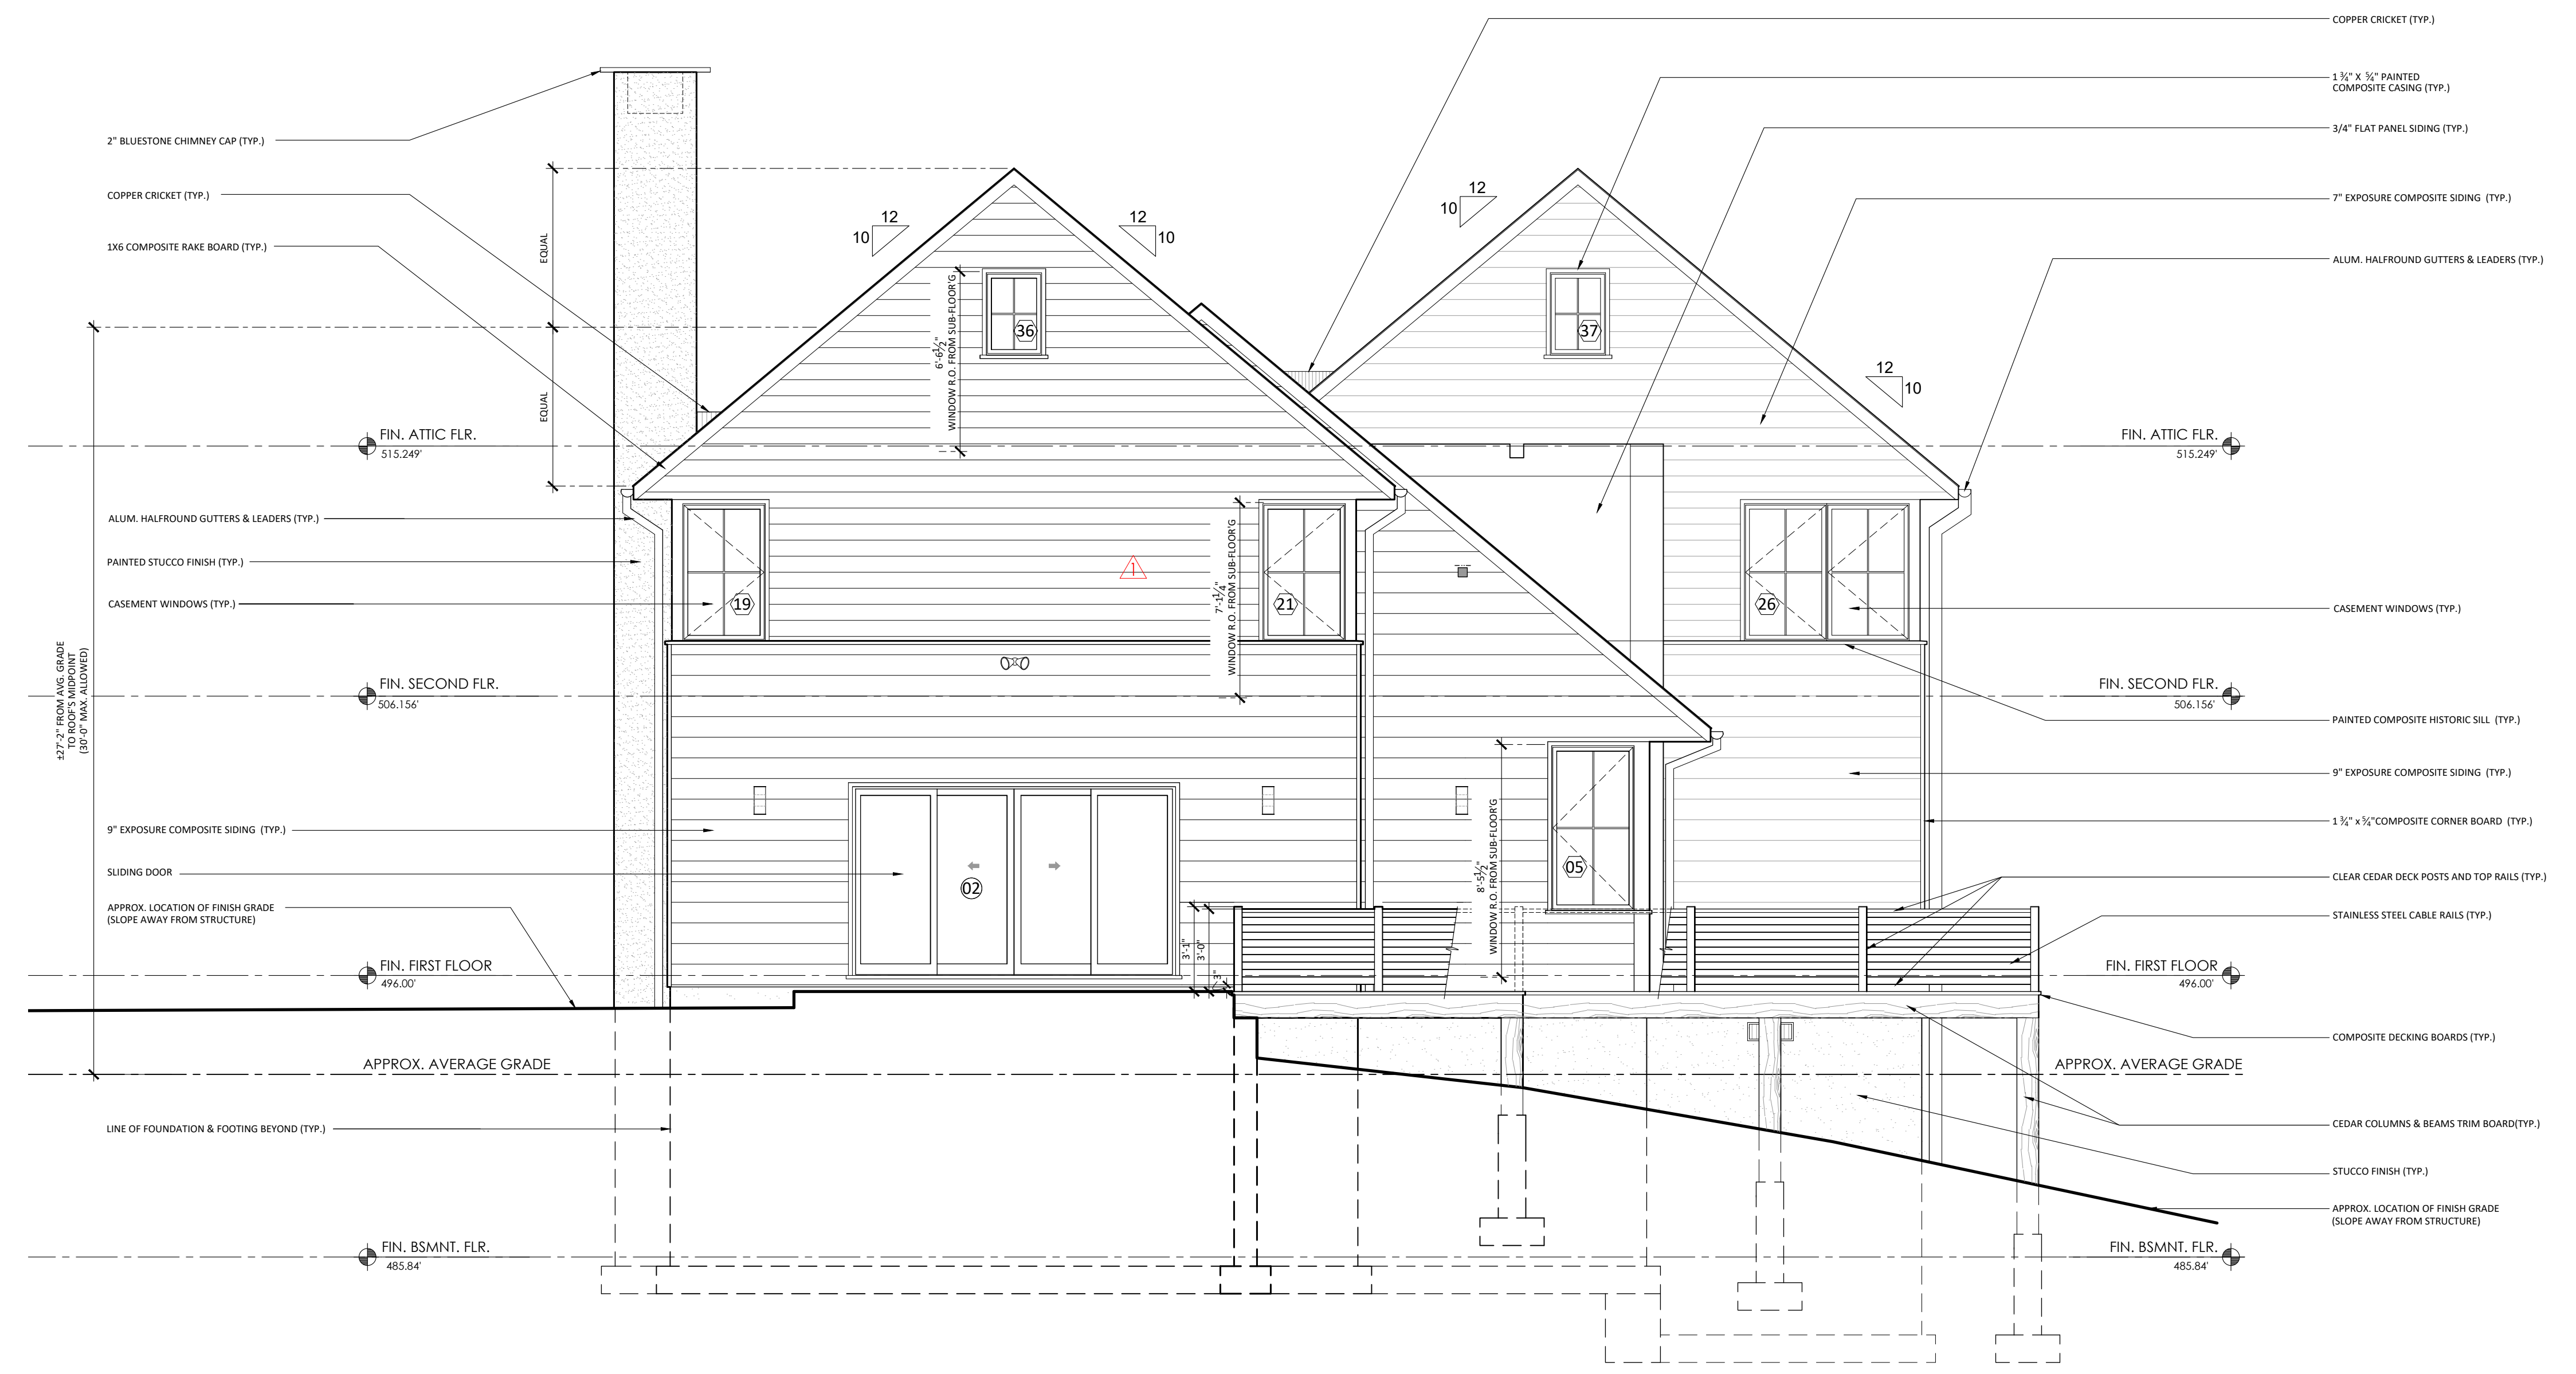 COPPER CRICKET (TYP.)
1 ¾" X 5⁄4" PAINTED
COMPOSITE CASING (TYP.)
3/4" FLAT PANEL SIDING (TYP.)
7" EXPOSURE COMPOSITE SIDING (TYP.)
ALUM. HALFROUND GUTTERS & LEADERS (TYP.)
2" BLUESTONE CHIMNEY CAP (TYP.)
COPPER CRICKET (TYP.)
1X6 COMPOSITE RAKE BOARD (TYP.)
EQUAL
EQUAL
12
10
12
10
12
10
12
10
36
37
6'-6½"
WINDOW R.O. FROM SUB-FLOOR'G
FIN. ATTIC FLR.
515.249'
FIN. ATTIC FLR.
515.249'
ALUM. HALFROUND GUTTERS & LEADERS (TYP.)
PAINTED STUCCO FINISH (TYP.)
CASEMENT WINDOWS (TYP.)
19
1
7'-1¼"
WINDOW R.O. FROM SUB-FLOOR'G
21
26
CASEMENT WINDOWS (TYP.)
±27'-2" FROM AVG. GRADE
TO ROOF'S MIDPOINT
(30'-0" MAX. ALLOWED)
FIN. SECOND FLR.
506.156'
FIN. SECOND FLR.
506.156'
PAINTED COMPOSITE HISTORIC SILL (TYP.)
9" EXPOSURE COMPOSITE SIDING (TYP.)
1 ¾" x 5⁄4"COMPOSITE CORNER BOARD (TYP.)
9" EXPOSURE COMPOSITE SIDING (TYP.)
SLIDING DOOR
02
8'-5½"
WINDOW R.O. FROM SUB-FLOOR'G
05
CLEAR CEDAR DECK POSTS AND TOP RAILS (TYP.)
APPROX. LOCATION OF FINISH GRADE
(SLOPE AWAY FROM STRUCTURE)
STAINLESS STEEL CABLE RAILS (TYP.)
3'-1"
3'-0"
3"
FIN. FIRST FLOOR
496.00'
FIN. FIRST FLOOR
496.00'
COMPOSITE DECKING BOARDS (TYP.)
APPROX. AVERAGE GRADE
APPROX. AVERAGE GRADE
LINE OF FOUNDATION & FOOTING BEYOND (TYP.)
CEDAR COLUMNS & BEAMS TRIM BOARD(TYP.)
STUCCO FINISH (TYP.)
APPROX. LOCATION OF FINISH GRADE
(SLOPE AWAY FROM STRUCTURE)
FIN. BSMNT. FLR.
485.84'
FIN. BSMNT. FLR.
485.84'